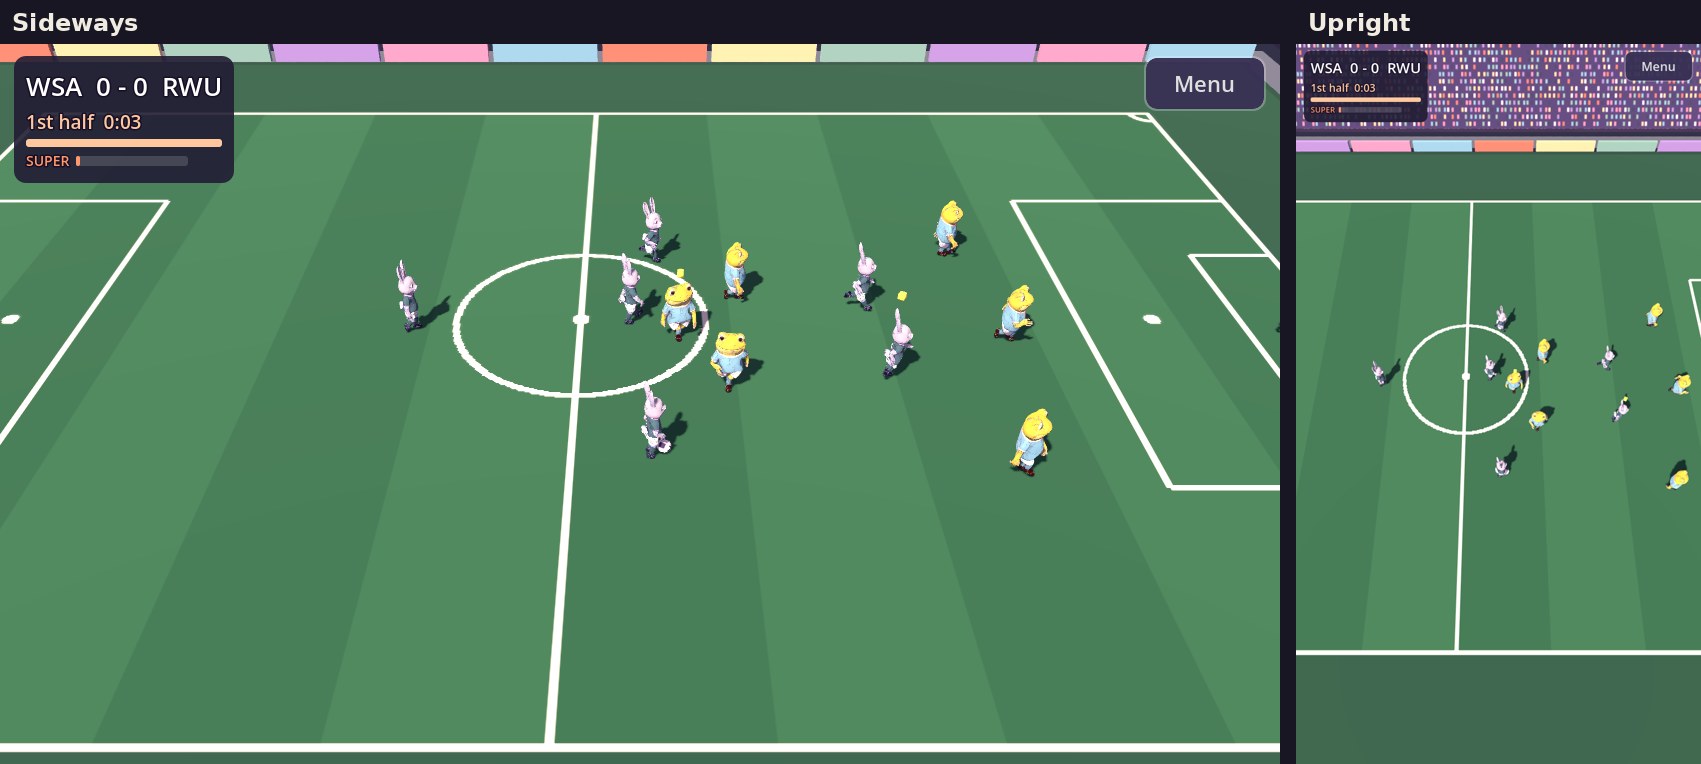 Sideways
WSA 0 - 0 RWU
1st half 0:03
SUPER
Menu
Upright
WSA 0 - 0 RWU
1st half 0:03
SUPER
Menu